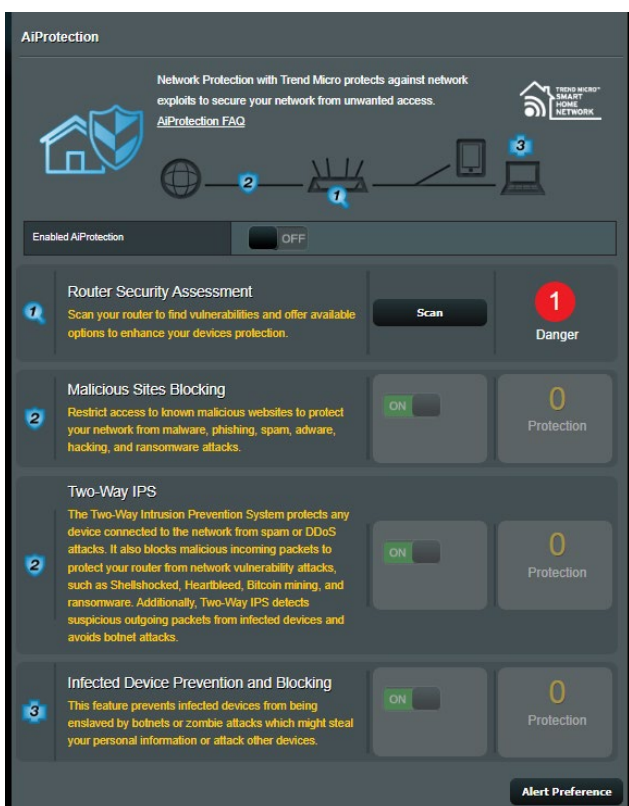 AiProtection
Network Protection with Trend Micro protects against network
exploits to secure your network from unwanted access.
AiProtection FAQ
TREND MICRO™
SMART
HOME
NETWORK
3
2
1
Enabled AiProtection
OFF
1
Router Security Assessment
Scan your router to find vulnerabilities and offer available
options to enhance your devices protection.
Scan
1
Danger
2
Malicious Sites Blocking
Restrict access to known malicious websites to protect
your network from malware, phishing, spam, adware,
hacking, and ransomware attacks.
ON
0
Protection
2
Two-Way IPS
The Two-Way Intrusion Prevention System protects any
device connected to the network from spam or DDoS
attacks. It also blocks malicious incoming packets to
protect your router from network vulnerability attacks,
such as Shellshocked, Heartbleed, Bitcoin mining, and
ransomware. Additionally, Two-Way IPS detects
suspicious outgoing packets from infected devices and
avoids botnet attacks.
ON
0
Protection
3
Infected Device Prevention and Blocking
This feature prevents infected devices from being
enslaved by botnets or zombie attacks which might steal
your personal information or attack other devices.
ON
0
Protection
Alert Preference